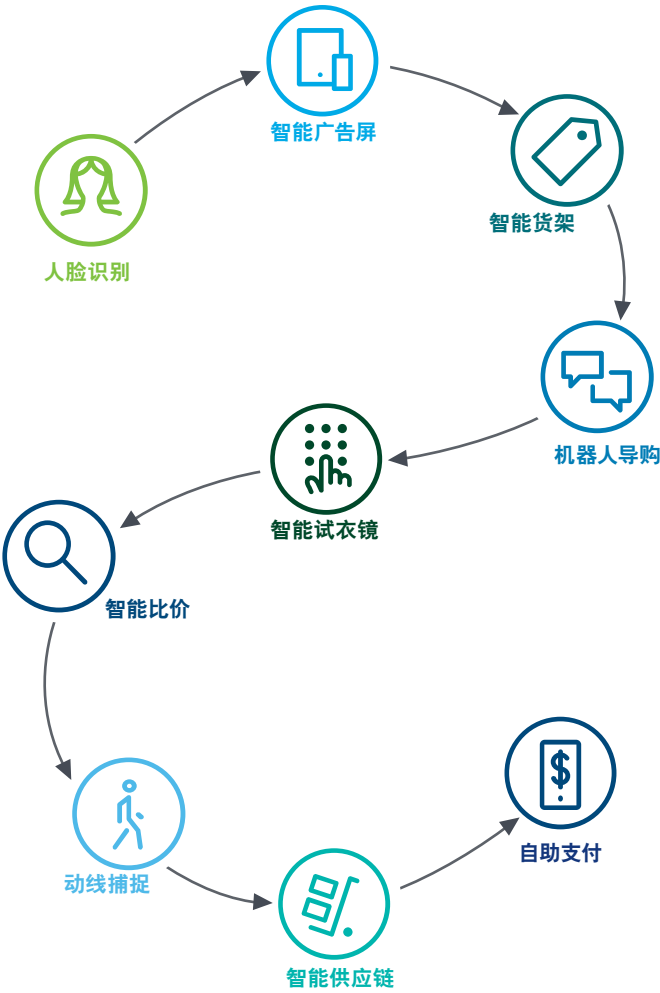 人脸识别
智能广告屏
智能货架
机器人导购
智能试衣镜
智能比价
动线捕捉
智能供应链
自助支付
$